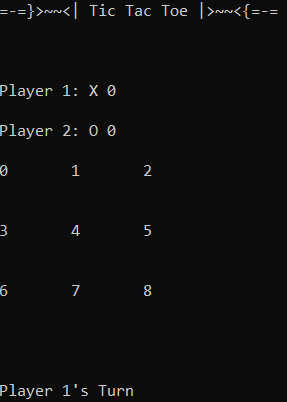 =-=}>~~<| Tic Tac Toe |>~~<{=-=
Player 1: X 0
Player 2: O 0
0 1 2
3 4 5
6 7 8
Player 1's Turn